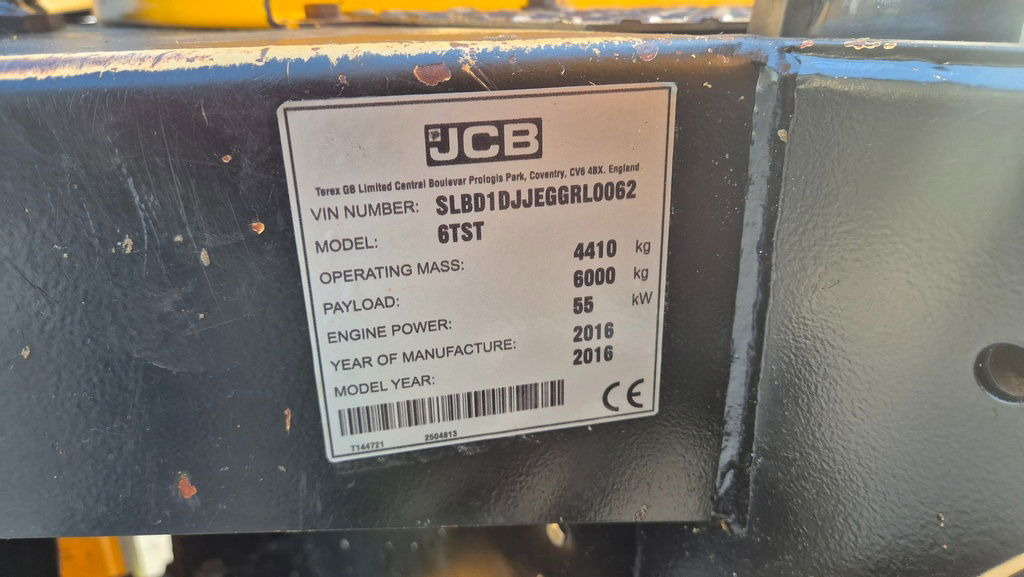 JCB
Terex GB Limited Central Boulevar Prologis Park, Coventry, CV6 4BX. England
VIN NUMBER: SLBD1DJJEGGRL0062
MODEL: 6TST
OPERATING MASS: 4410 kg
PAYLOAD: 6000 kg
ENGINE POWER: 55 kW
YEAR OF MANUFACTURE: 2016
MODEL YEAR: 2016
CE
T144721 2504813